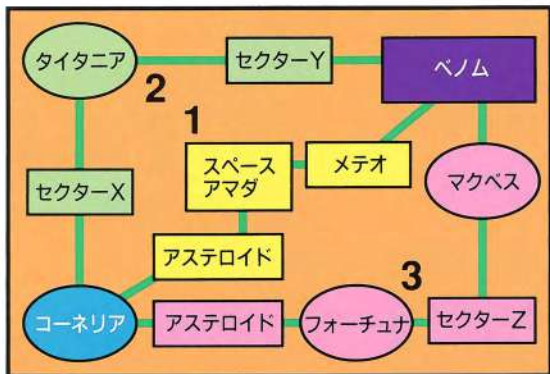 タイタニア
セクターY
ベノム
2
1
スペース
アマダ
メテオ
マクベス
セクターX
アステロイド
3
コーネリア
アステロイド
フォーチュナ
セクターZ